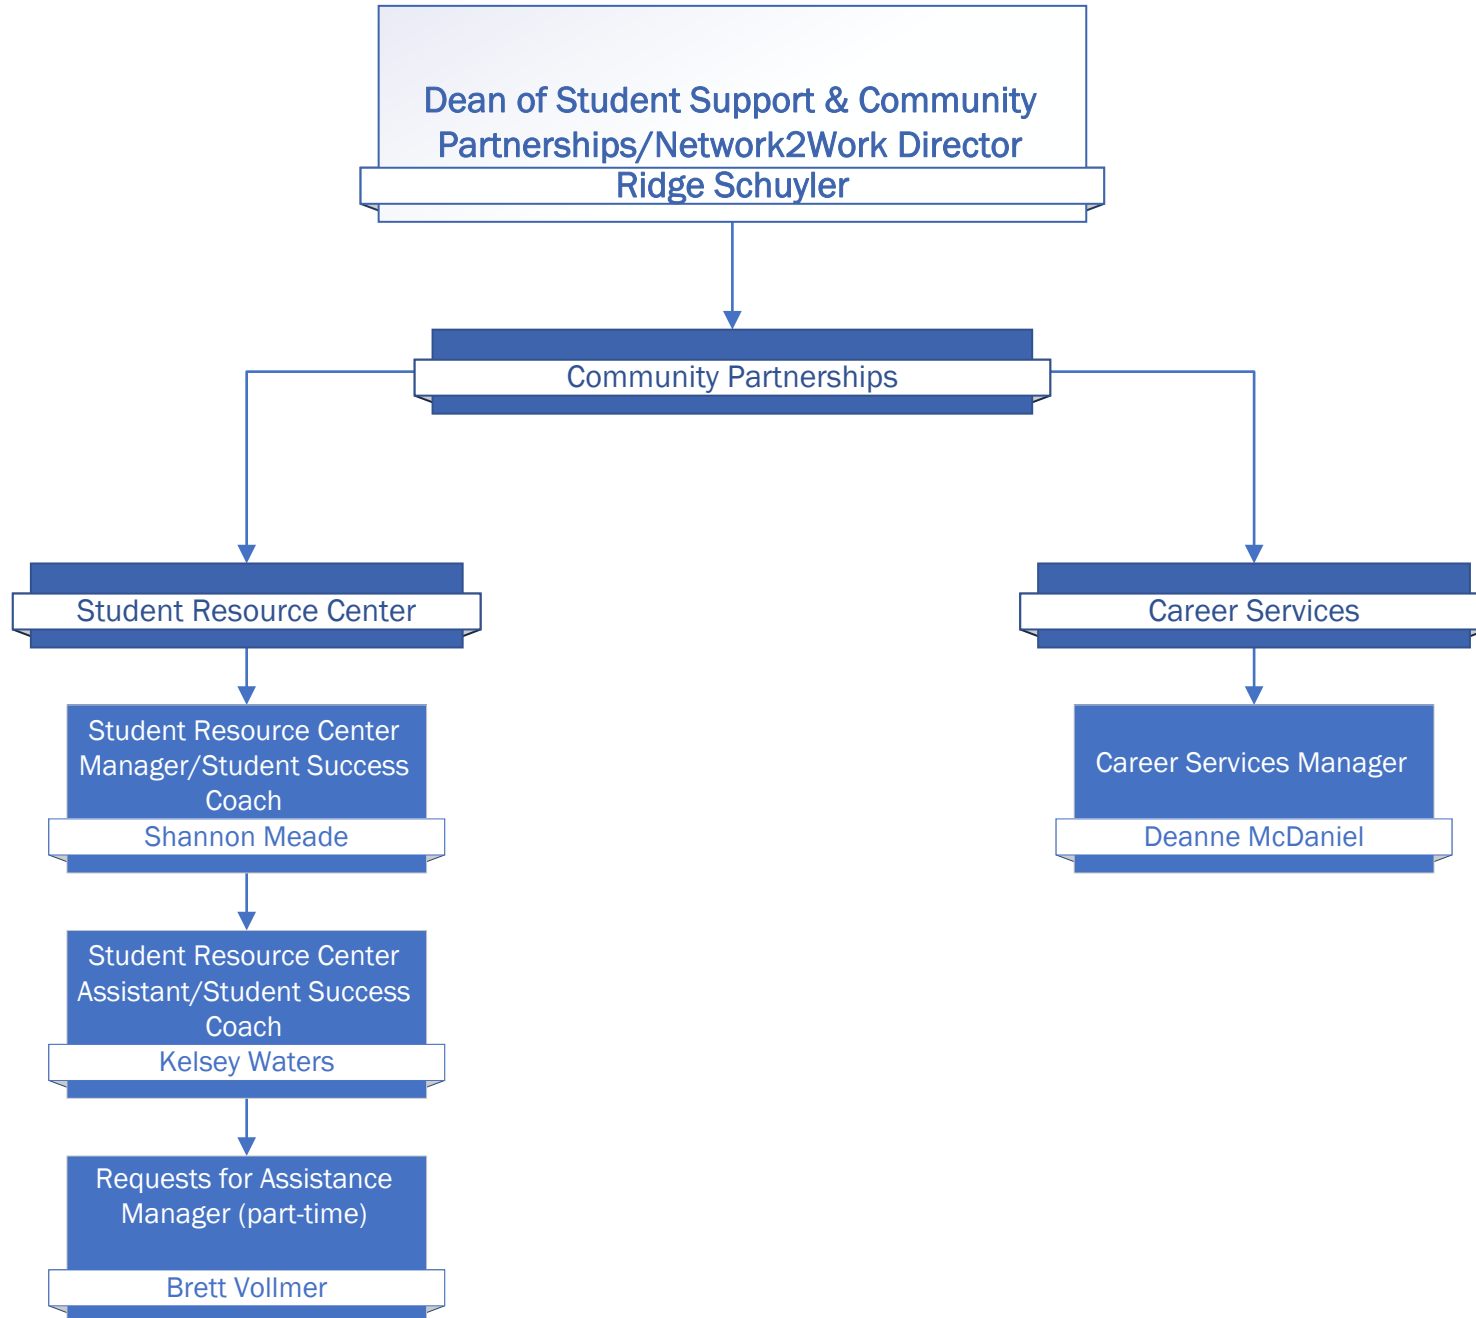 Dean of Student Support & Community
Partnerships/Network2Work Director
Ridge Schuyler
Community Partnerships
Student Resource Center
Career Services
Student Resource Center
Manager/Student Success
Coach
Shannon Meade
Career Services Manager
Deanne McDaniel
Student Resource Center
Assistant/Student Success
Coach
Kelsey Waters
Requests for Assistance
Manager (part-time)
Brett Vollmer